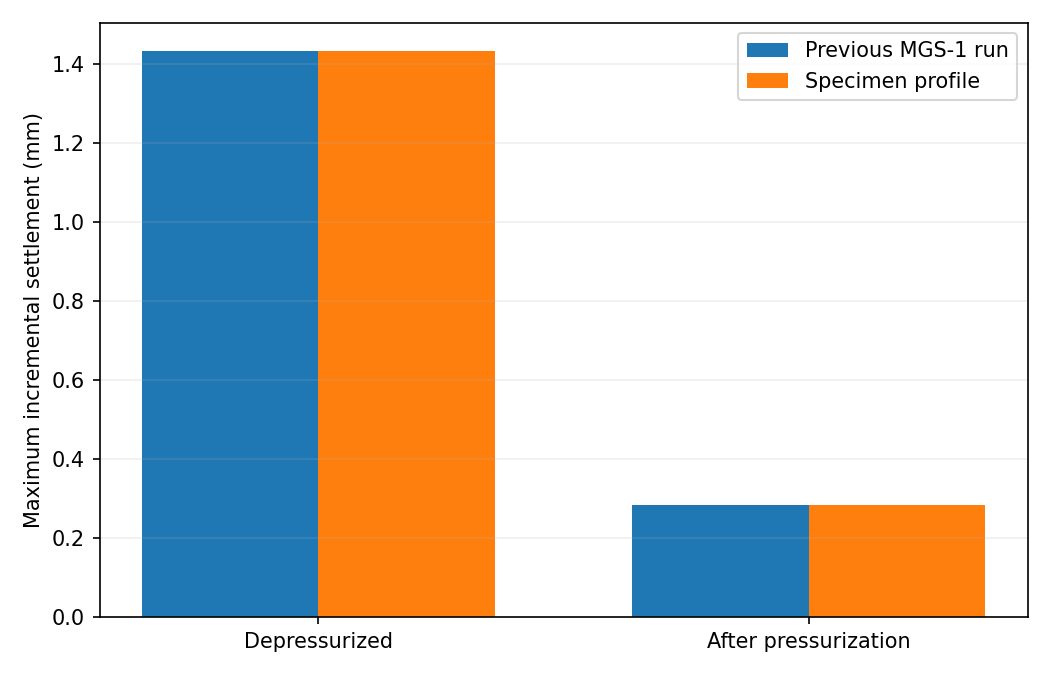 Previous MGS-1 run
Specimen profile
Maximum incremental settlement (mm)
1.4
1.2
1.0
0.8
0.6
0.4
0.2
0.0
Depressurized
After pressurization